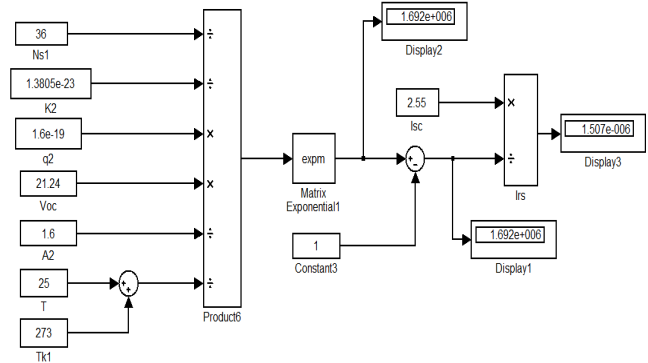 36
÷
Ns1
1.3805e-23
÷
K2
1.6e-19
×
q2
21.24
×
Voc
1.6
÷
A2
25
+
+
÷
T
273
Tk1
Product6
expm
Matrix
Exponential1
1.692e+006
Display2
2.55
Isc
+
-
1
Constant3
×
÷
Irs
1.507e-006
Display3
1.692e+006
Display1